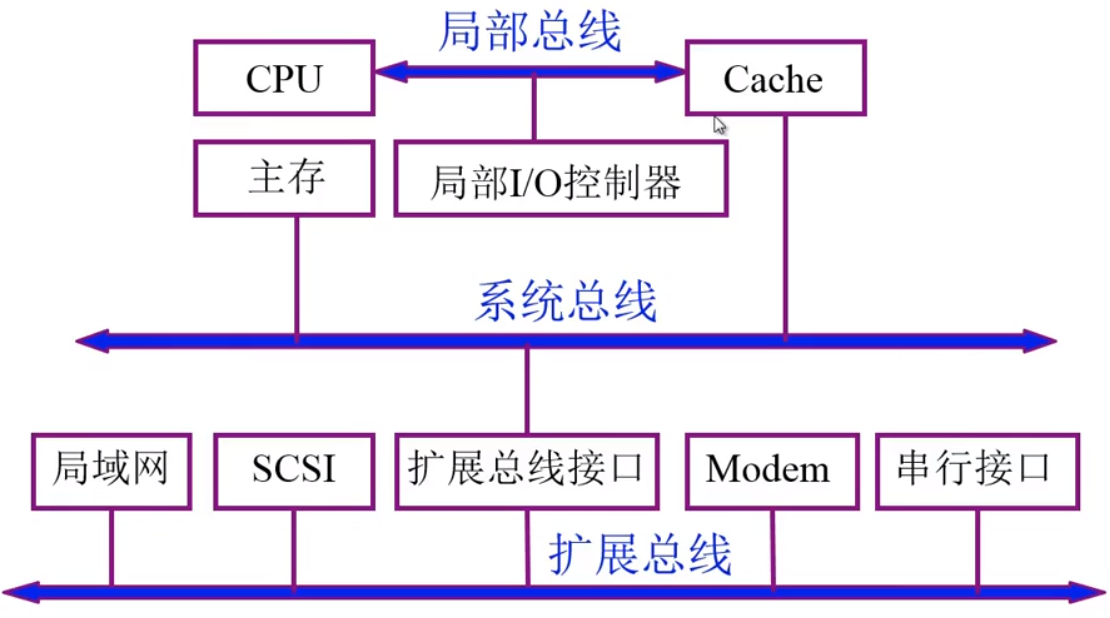 局部总线
CPU
Cache
主存
局部I/O控制器
系统总线
局域网
SCSI
扩展总线接口
Modem
串行接口
扩展总线